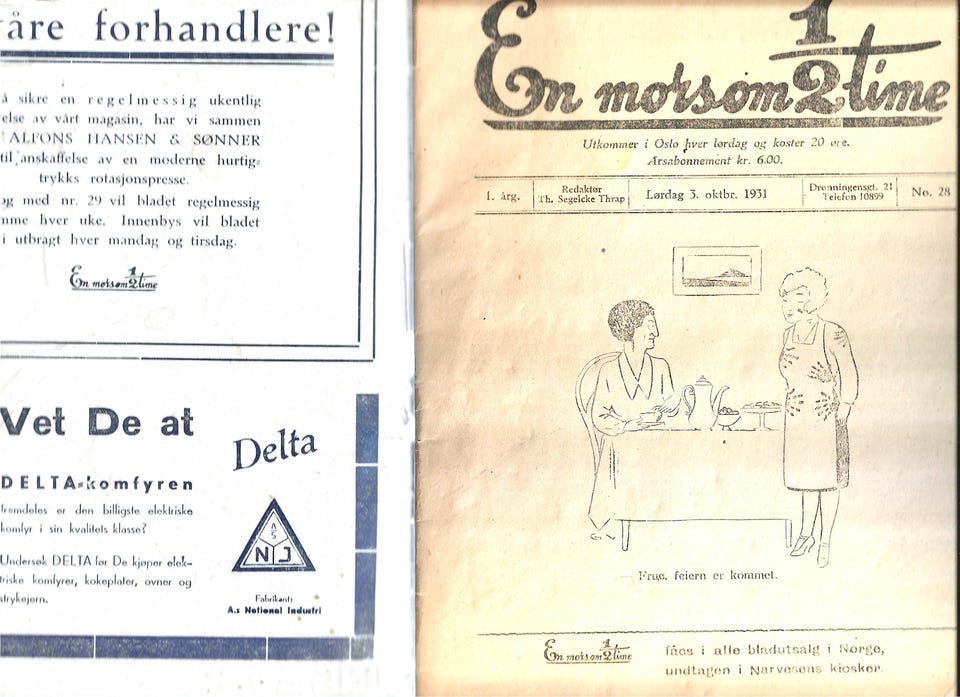 åre forhandlere!
å sikre en regelmessig ukentlig
else av vårt magasin, har vi sammen
ALFONS HANSEN & SØNNER
til anskaffelse av en moderne hurtig-
trykks rotasjonspresse.
og med nr. 29 vil bladet regelmessig
mme hver uke. Innenbys vil bladet
i utbragt hver mandag og tirsdag.
En morsom 1/2 time
Vet De at
Delta
DELTA-komfyren
fremdeles er den billigste elektriske
komfyr i sin kvalitets klasse?
Undersøk DELTA før De kjøper elek-
triske komfyrer, kokeplater, ovner og
strykejern.
A/S
N J
Fabrikant:
A.s National Industri
En morsom 1/2 time
Utkommer i Oslo hver lørdag og koster 20 øre.
Årsabonnement kr. 6.00.
1. årg.
Redaktør
Th. Segelcke Thrap
Lørdag 3. oktbr. 1931
Dronningensgt. 21
Telefon 10899
No. 28
— Frue, feiern er kommet.
En morsom 1/2 time
fåes i alle bladutsalg i Norge,
undtagen i Narvesens kiosker.